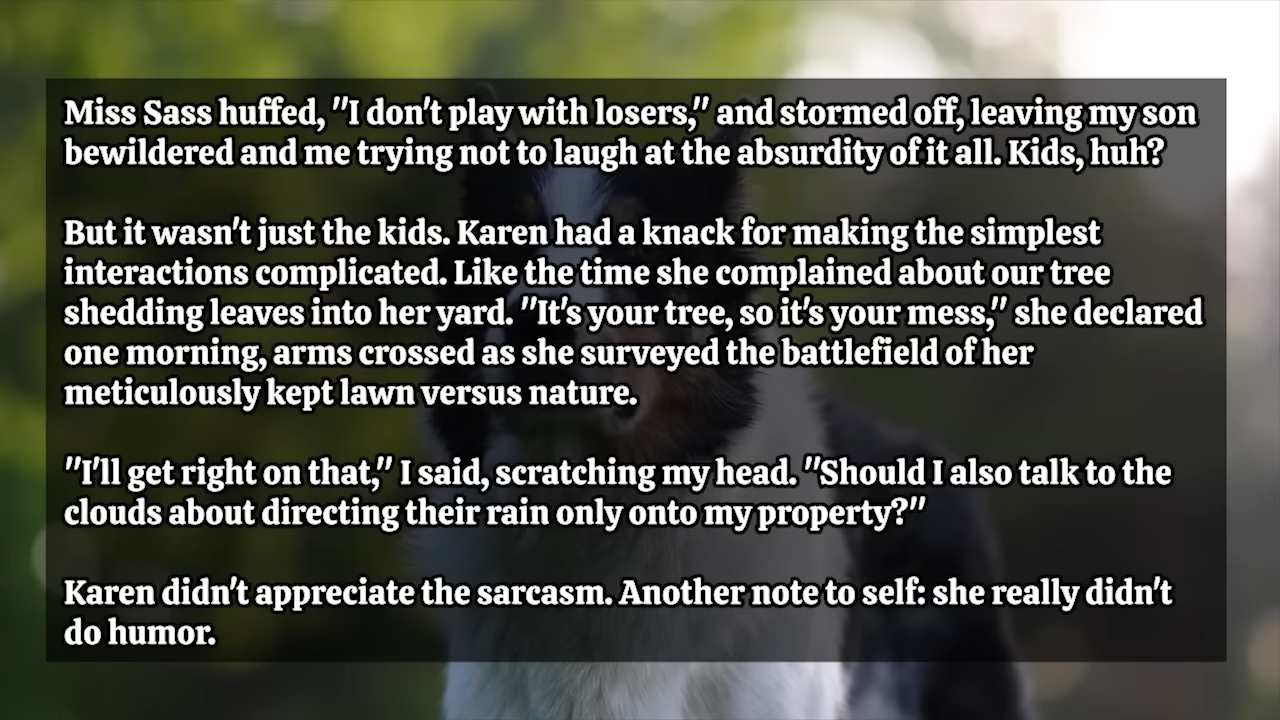 Miss Sass huffed, "I don't play with losers," and stormed off, leaving my son
bewildered and me trying not to laugh at the absurdity of it all. Kids, huh?
But it wasn't just the kids. Karen had a knack for making the simplest
interactions complicated. Like the time she complained about our tree
shedding leaves into her yard. "It's your tree, so it's your mess," she declared
one morning, arms crossed as she surveyed the battlefield of her
meticulously kept lawn versus nature.
"I'll get right on that," I said, scratching my head. "Should I also talk to the
clouds about directing their rain only onto my property?"
Karen didn't appreciate the sarcasm. Another note to self: she really didn't
do humor.